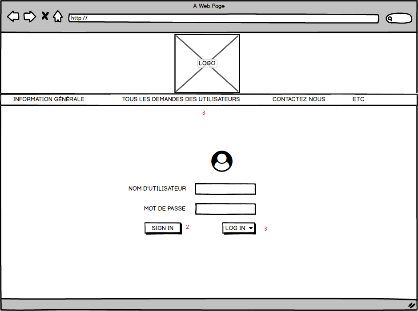 A Web Page
http://
LOGO
INFORMATION GÉNÉRALE TOUS LES DEMANDES DES UTILISATEURS CONTACTEZ NOUS ETC
3
NOM D'UTILISATEUR
MOT DE PASSE
SIGN IN 2 LOG IN 3